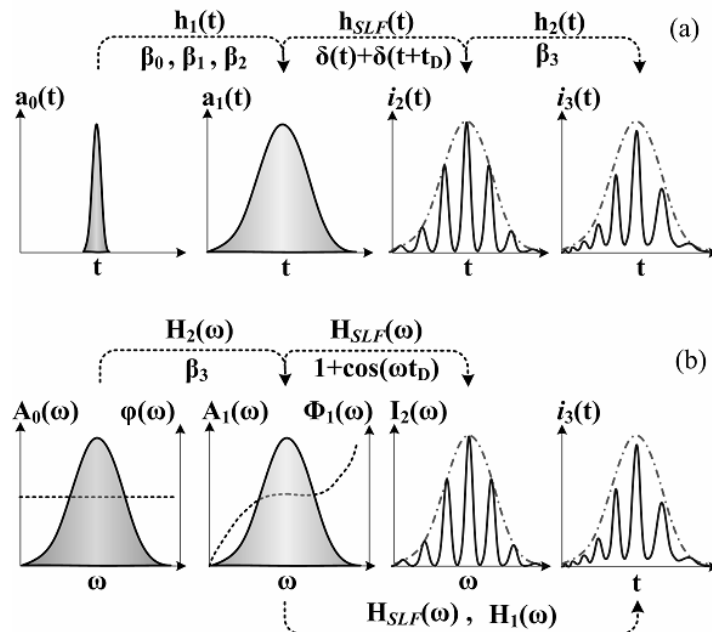 h₁(t) h_SLF(t) h₂(t) (a)
β₀ , β₁ , β₂ δ(t)+δ(t+t_D) β₃
a₀(t) a₁(t) i₂(t) i₃(t)
t t t t
H₂(ω) H_SLF(ω) (b)
β₃ 1+cos(ωt_D)
A₀(ω) φ(ω) A₁(ω) Φ₁(ω) I₂(ω) i₃(t)
ω ω ω t
H_SLF(ω) , H₁(ω)